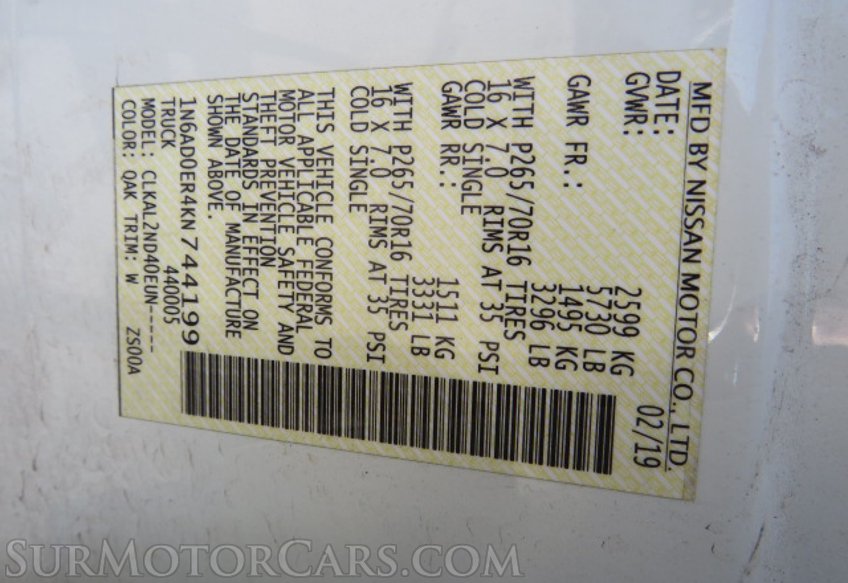 MFD BY NISSAN MOTOR CO., LTD.
DATE: 02/19
GVWR: 2599 KG
5730 LB
GAWR FR.: 1495 KG
3296 LB
WITH P265/70R16 TIRES
16 X 7.0 RIMS AT 35 PSI
COLD SINGLE
GAWR RR.: 1511 KG
3331 LB
WITH P265/70R16 TIRES
16 X 7.0 RIMS AT 35 PSI
COLD SINGLE
THIS VEHICLE CONFORMS TO
ALL APPLICABLE FEDERAL
MOTOR VEHICLE SAFETY AND
THEFT PREVENTION
STANDARDS IN EFFECT ON
THE DATE OF MANUFACTURE
SHOWN ABOVE.
1N6AD0ER4KN744199
TRUCK 440005
MODEL: CLKAL2ND40EUN-----
COLOR: QAK TRIM: W ZS00A
SURMOTORCARS.COM